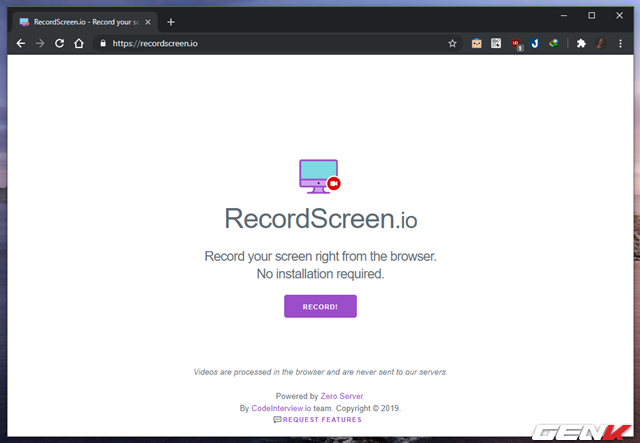 RecordScreen.io - Record your sc
https://recordscreen.io
1
RecordScreen.io
Record your screen right from the browser.
No installation required.
RECORD!
Videos are processed in the browser and are never sent to our servers.
Powered by Zero Server.
By CodeInterview.io team. Copyright © 2019.
REQUEST FEATURES
GENK